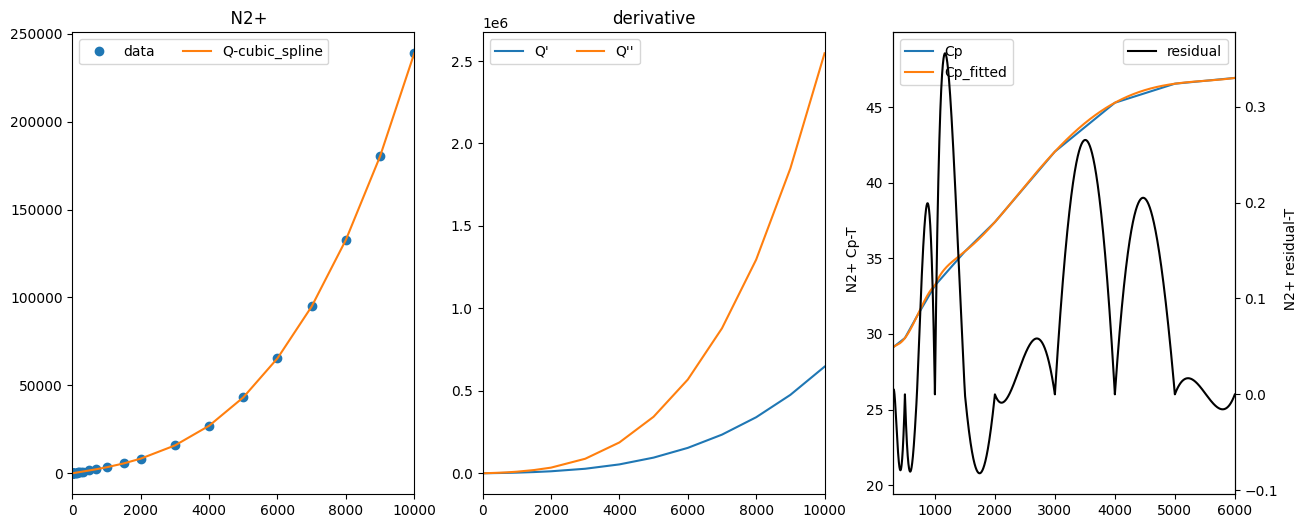 N2+
data
Q-cubic_spline
250000
200000
150000
100000
50000
0
0 2000 4000 6000 8000 10000
derivative
1e6
Q'
Q''
2.5
2.0
1.5
1.0
0.5
0.0
0 2000 4000 6000 8000 10000
Cp
Cp_fitted
residual
N2+ Cp-T
45
40
35
30
25
20
1000 2000 3000 4000 5000 6000
0.3
0.2
0.1
0.0
−0.1
N2+ residual-T